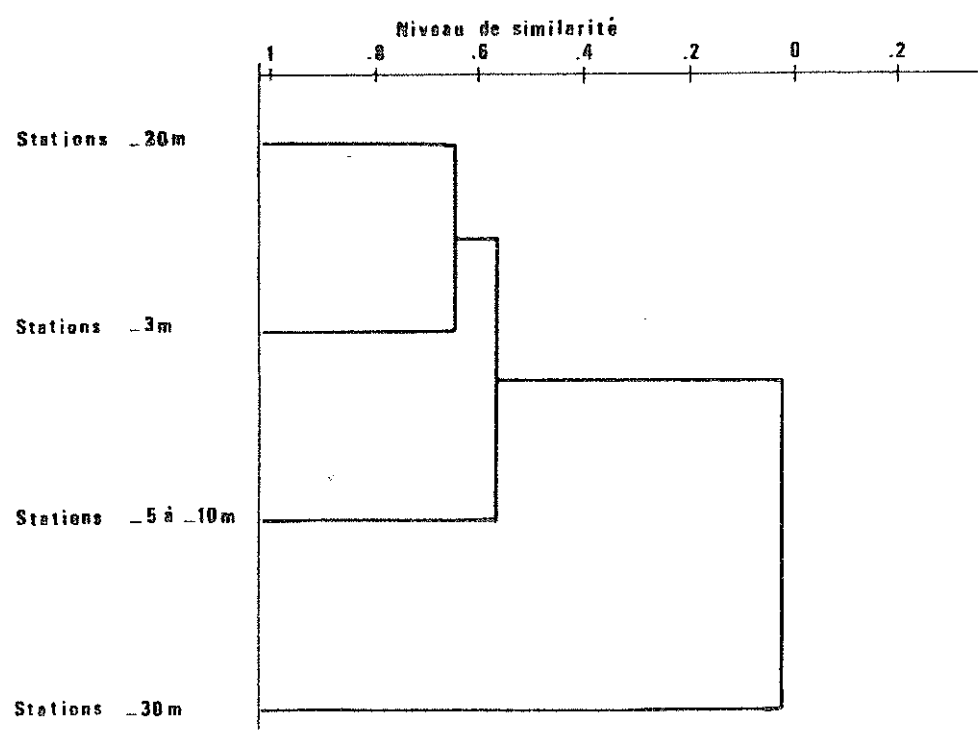 Niveau de similarité
1 .8 .6 .4 .2 0 .2
Stations _20m
Stations _3m
Stations _5 à _10m
Stations _30m